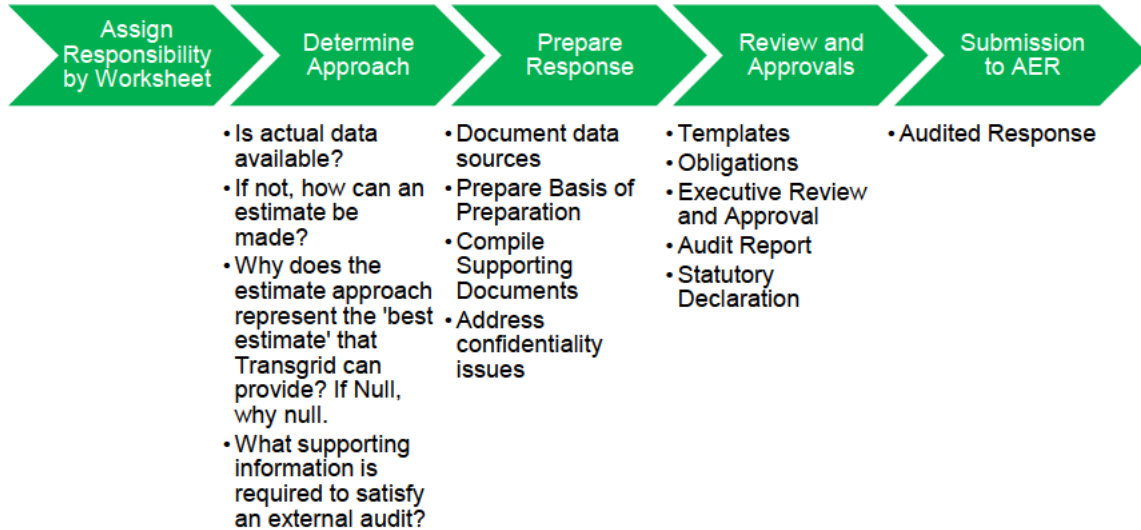 Assign
Responsibility
by Worksheet
Determine
Approach
Prepare
Response
Review and
Approvals
Submission
to AER
• Is actual data
available?
• If not, how can an
estimate be
made?
• Why does the
estimate approach
represent the 'best
estimate' that
Transgrid can
provide? If Null,
why null.
• What supporting
information is
required to satisfy
an external audit?
• Document data
sources
• Prepare Basis of
Preparation
• Compile
Supporting
Documents
• Address
confidentiality
issues
• Templates
• Obligations
• Executive Review
and Approval
• Audit Report
• Statutory
Declaration
• Audited Response